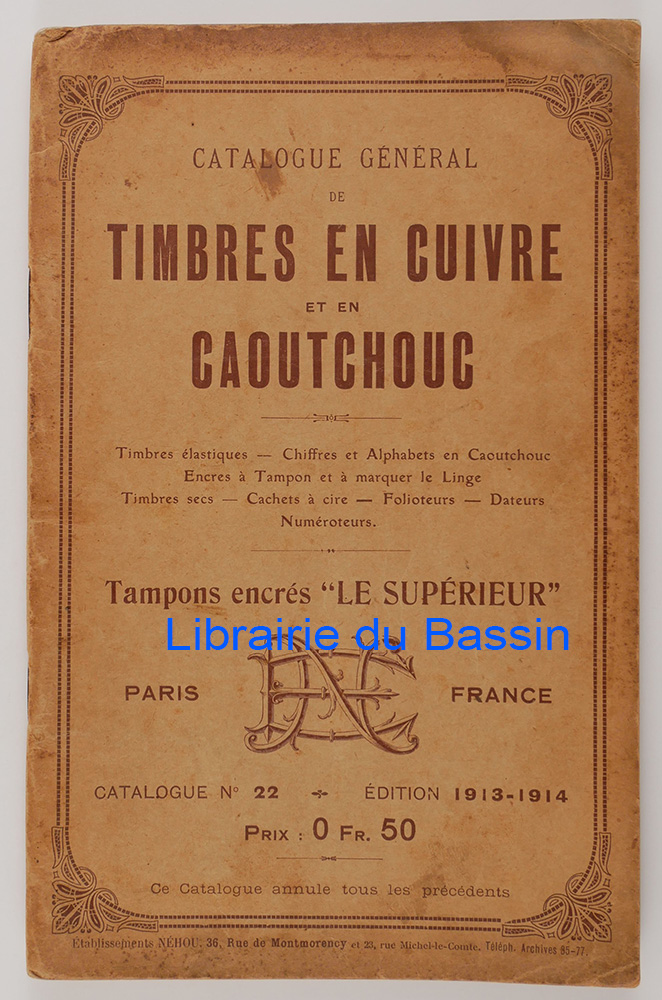 CATALOGUE GÉNÉRAL
DE
TIMBRES EN CUIVRE
ET EN
CAOUTCHOUC
Timbres élastiques — Chiffres et Alphabets en Caoutchouc
Encres à Tampon et à marquer le Linge
Timbres secs — Cachets à cire — Folioteurs — Dateurs
Numéroteurs.
Tampons encrés “LE SUPÉRIEUR”
Librairie du Bassin
PARIS FRANCE
CATALOGUE N° 22 ÉDITION 1913-1914
PRIX : 0 FR. 50
Ce Catalogue annule tous les précédents
Établissements NÉHOU. 36, Rue de Montmorency et 23, rue Michel-le-Comte. Téléph. Archives 95-77